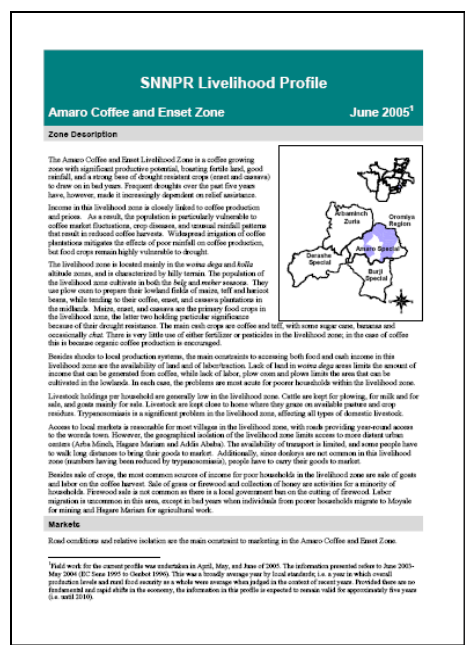 SNNPR Livelihood Profile
Amaro Coffee and Enset Zone June 2005¹
Zone Description
The Amaro Coffee and Enset Livelihood Zone is a coffee growing
zone with significant productive potential, boasting fertile land, good
rainfall, and a strong base of drought resistant crops (enset and cassava)
to draw on in bad years. Frequent droughts over the past five years
have, however, made it increasingly dependent on relief assistance.
Income in this livelihood zone is closely linked to coffee production
and prices. As a result, the population is particularly vulnerable to
coffee market fluctuations, crop diseases, and unusual rainfall patterns
that result in reduced coffee harvests. Widespread irrigation of coffee
plantations mitigates the effects of poor rainfall on coffee production,
but food crops remain highly vulnerable to drought.
The livelihood zone is located mainly in the woina dega and kolla
altitude zones, and is characterized by hilly terrain. The population of
the livelihood zone cultivate in both the belg and meher seasons. They
use plow oxen to prepare their lowland fields of maize, teff and haricot
beans, while tending to their coffee, enset, and cassava plantations in
the midlands. Maize, enset, and cassava are the primary food crops in
the livelihood zone, the latter two holding particular significance
because of their drought resistance. The main cash crops are coffee and teff, with some sugar cane, bananas and
occasionally chat. There is very little use of either fertilizer or pesticides in the livelihood zone; in the case of coffee
this is because organic coffee production is encouraged.
Arbaminch
Zuria
Oromiya
Region
Amaro Special
Derashe
Special
Burji
Special
Besides shocks to local production systems, the main constraints to accessing both food and cash income in this
livelihood zone are the availability of land and of labor/traction. Lack of land in woina dega areas limits the amount of
income that can be generated from coffee, while lack of labor, plow oxen and plows limits the area that can be
cultivated in the lowlands. In each case, the problems are most acute for poorer households within the livelihood zone.
Livestock holdings per household are generally low in the livelihood zone. Cattle are kept for plowing, for milk and for
sale, and goats mainly for sale. Livestock are kept close to home where they graze on available pasture and crop
residues. Trypanosomiasis is a significant problem in the livelihood zone, affecting all types of domestic livestock.
Access to local markets is reasonable for most villages in the livelihood zone, with roads providing year-round access
to the woreda town. However, the geographical isolation of the livelihood zone limits access to more distant urban
centers (Arba Minch, Hagare Mariam and Addis Ababa). The availability of transport is limited, and some people have
to walk long distances to bring their goods to market. Additionally, since donkeys are not common in this livelihood
zone (numbers having been reduced by trypanosomiasis), people have to carry their goods to market.
Besides sale of crops, the most common sources of income for poor households in the livelihood zone are sale of goats
and labor on the coffee harvest. Sale of grass or firewood and collection of honey are activities for a minority of
households. Firewood sale is not common as there is a local government ban on the cutting of firewood. Labor
migration is uncommon in this area, except in bad years when individuals from poorer households migrate to Moyale
for mining and Hagare Mariam for agricultural work.
Markets
Road conditions and relative isolation are the main constraint to marketing in the Amaro Coffee and Enset Zone.
¹Field work for the current profile was undertaken in April, May, and June of 2005. The information presented refers to June 2003-
May 2004 (EC Sene 1995 to Genbot 1996). This was a broadly average year by local standards; i.e. a year in which overall
production levels and rural food security as a whole were average when judged in the context of recent years. Provided there are no
fundamental and rapid shifts in the economy, the information in this profile is expected to remain valid for approximately five years
(i.e. until 2010).